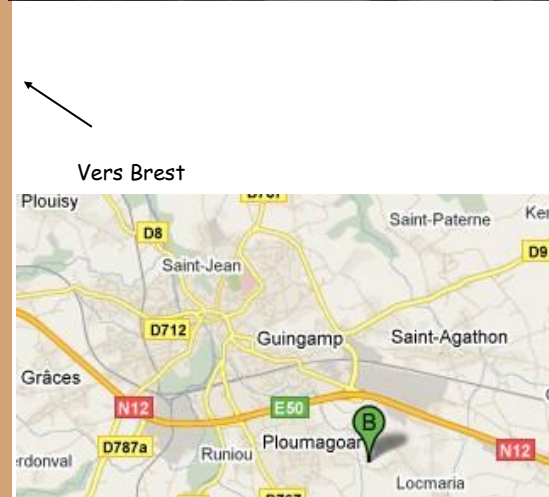 Vers Brest
Plouisy
Saint-Paterne
D8
D9
Saint-Jean
D712
Guingamp
Saint-Agathon
Grâces
N12
E50
B
D787a
Runiou
Ploumagoar
N12
Locmaria